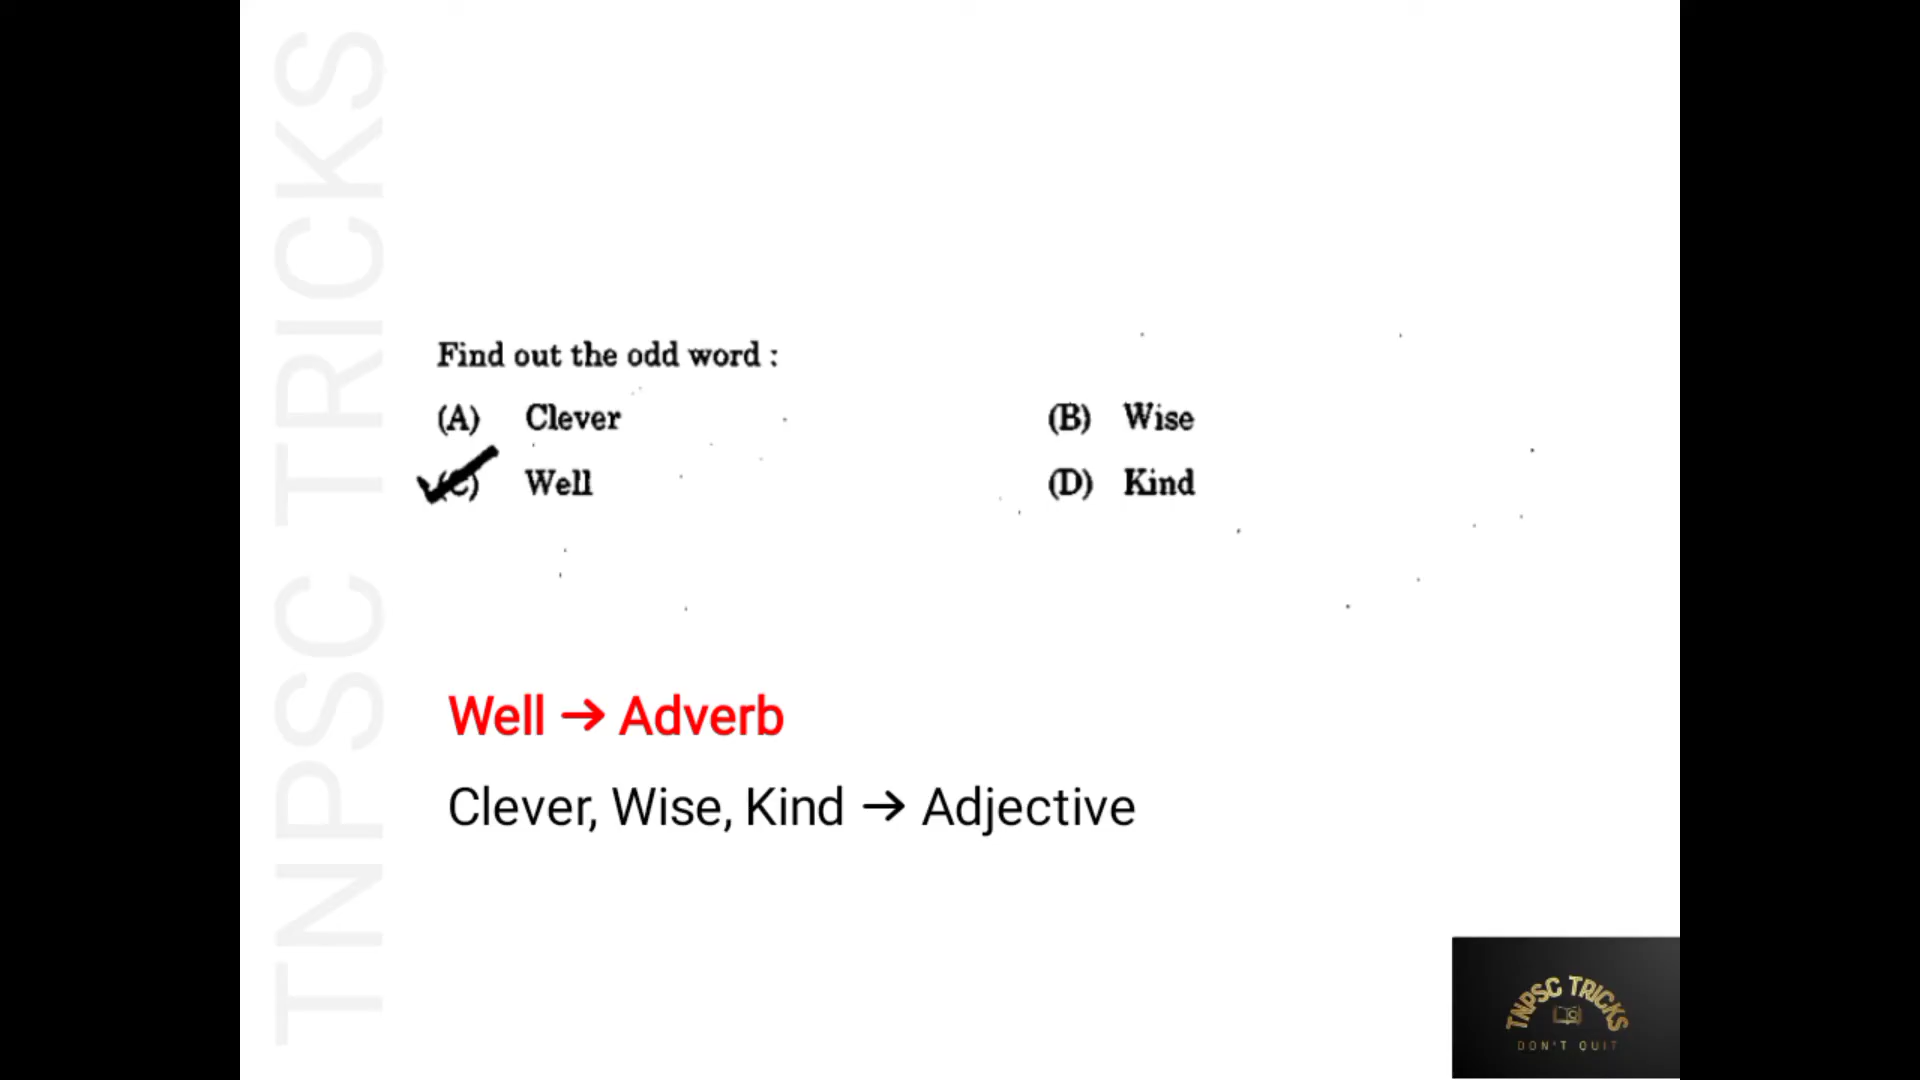 TNPSC TRICKS
Find out the odd word :
(A) Clever (B) Wise
(C) Well (D) Kind
Well → Adverb
Clever, Wise, Kind → Adjective
TNPSC TRICKS
DON'T QUIT